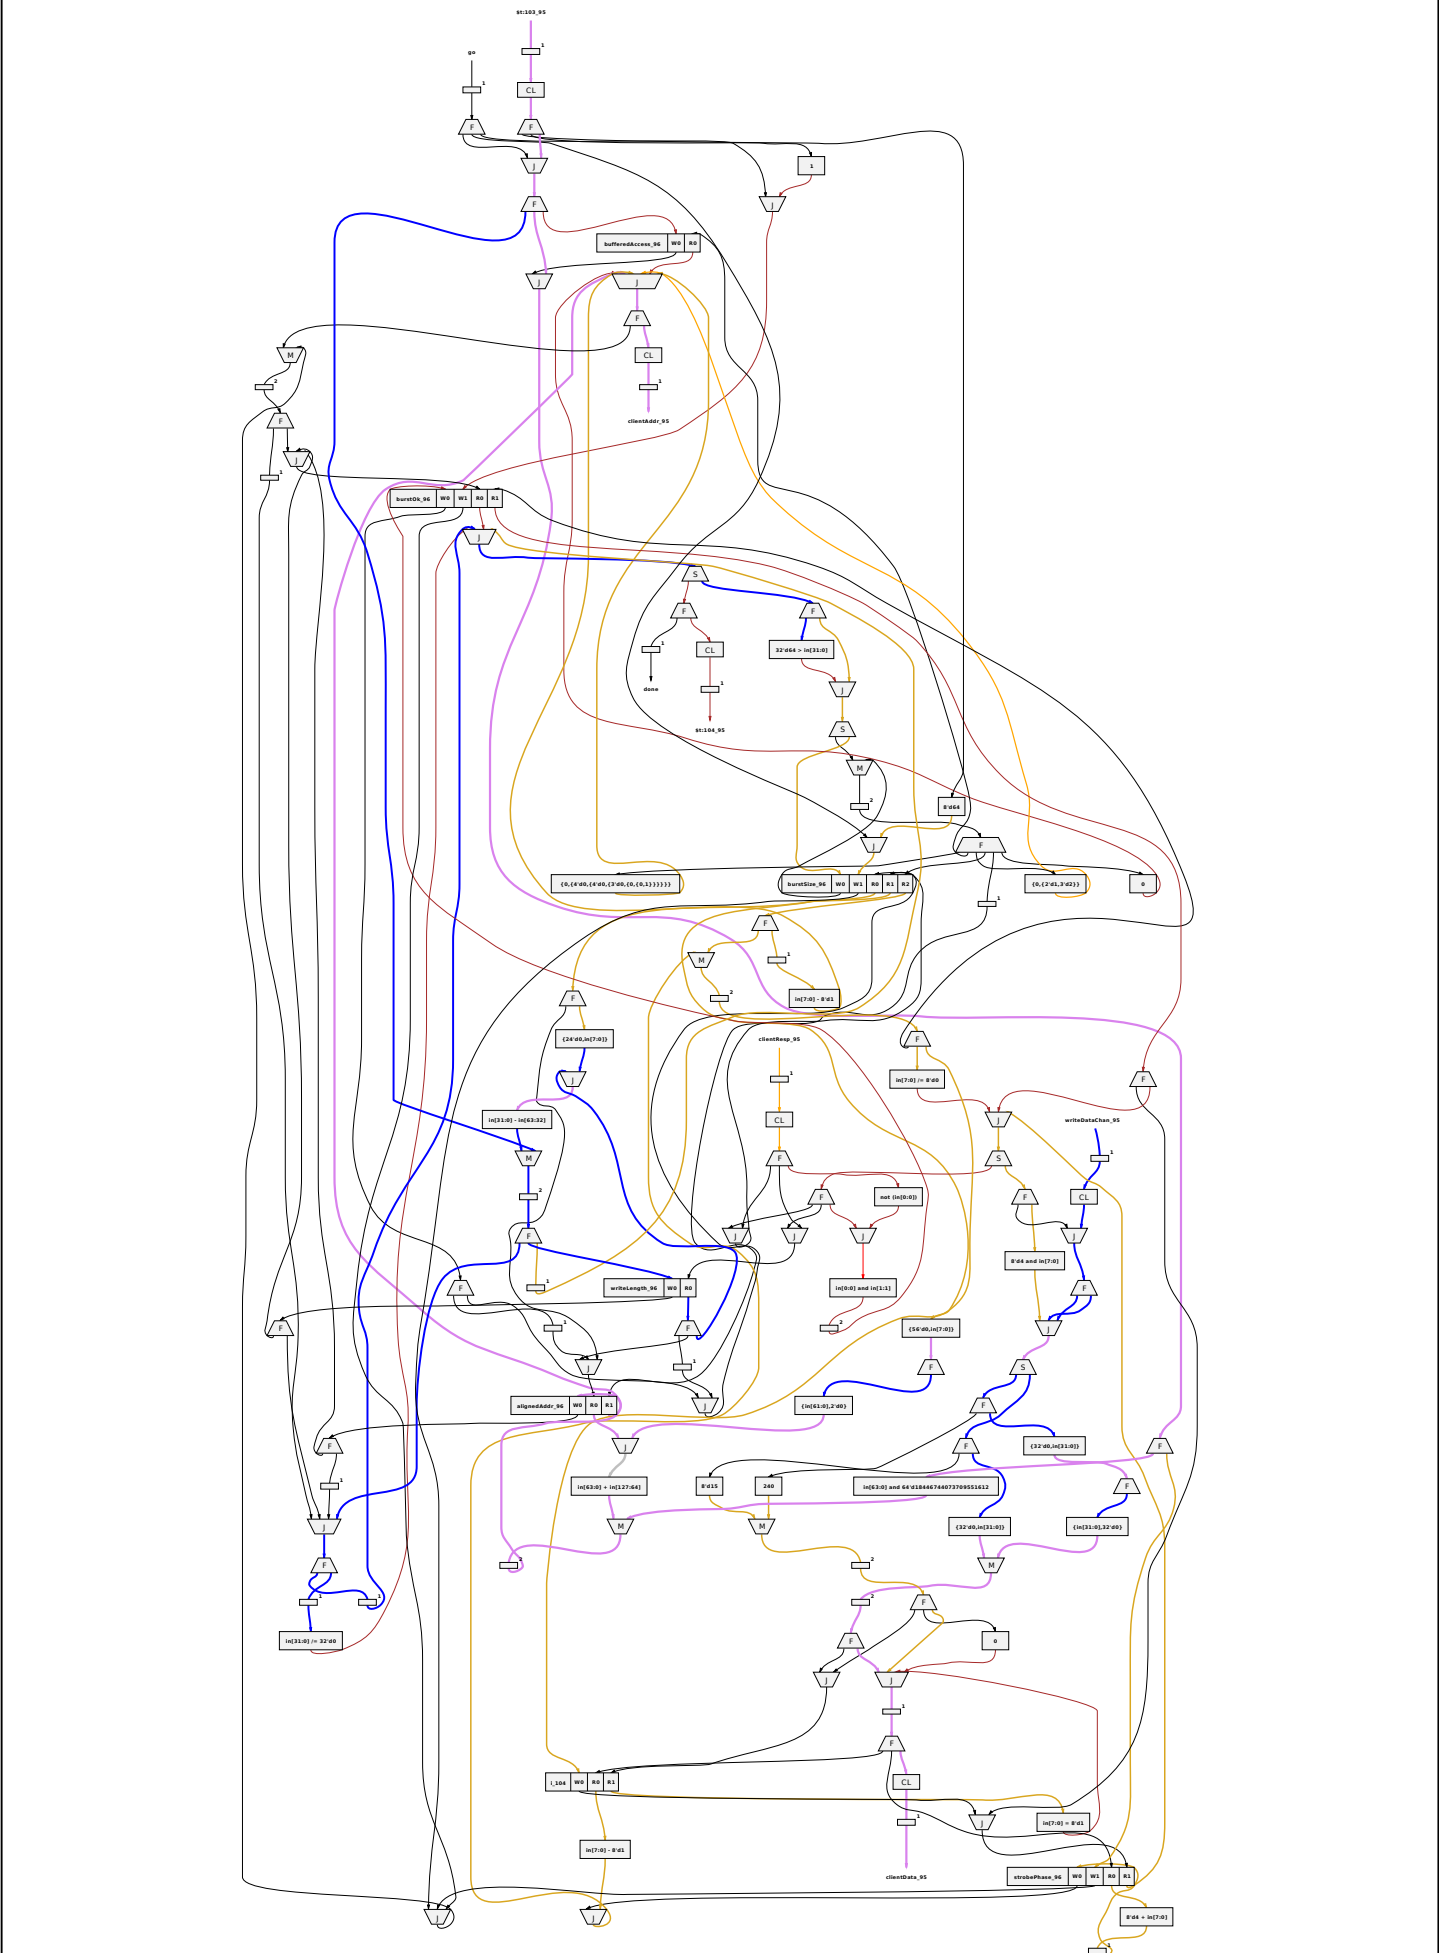 $t:103_95
go
1
1
CL
F
F
J
1
J
F
bufferedAccess_96 W0 R0
J
J
F
M
CL
2
1
F
clientAddr_95
J
1
burstOk_96 W0 W1 R0 R1
J
S
F
F
1
CL
32'd64 > in[31:0]
done
1
J
$t:104_95
S
M
2
8'd64
J
F
{0,{4'd0,{4'd0,{3'd0,{0,{0,1}}}}}}
burstSize_96 W0 W1 R0 R1 R2
{0,{2'd1,3'd2}}
0
1
F
M
1
2
in[7:0] - 8'd1
F
{24'd0,in[7:0]}
clientResp_95
F
J
1
in[7:0] /= 8'd0
F
in[31:0] - in[63:32]
CL
J
writeDataChan_95
M
F
S
1
2
F
not (in[0:0])
F
CL
F
J
J
J
J
8'd4 and in[7:0]
F
1
writeLength_96 W0 R0
in[0:0] and in[1:1]
F
F
1
F
2
{56'd0,in[7:0]}
J
J
1
F
S
alignedAddr_96 W0 R0 R1
J
{in[61:0],2'd0}
F
F
J
F
{32'd0,in[31:0]}
F
1
in[63:0] + in[127:64]
8'd15
240
in[63:0] and 64'd18446744073709551612
F
J
M
M
{32'd0,in[31:0]}
{in[31:0],32'd0}
F
2
2
M
1
1
2
F
in[31:0] /= 32'd0
F
0
J
J
1
F
i_104 W0 R0 R1
CL
1
J
in[7:0] = 8'd1
in[7:0] - 8'd1
clientData_95
strobePhase_96 W0 W1 R0 R1
J
J
8'd4 + in[7:0]
1